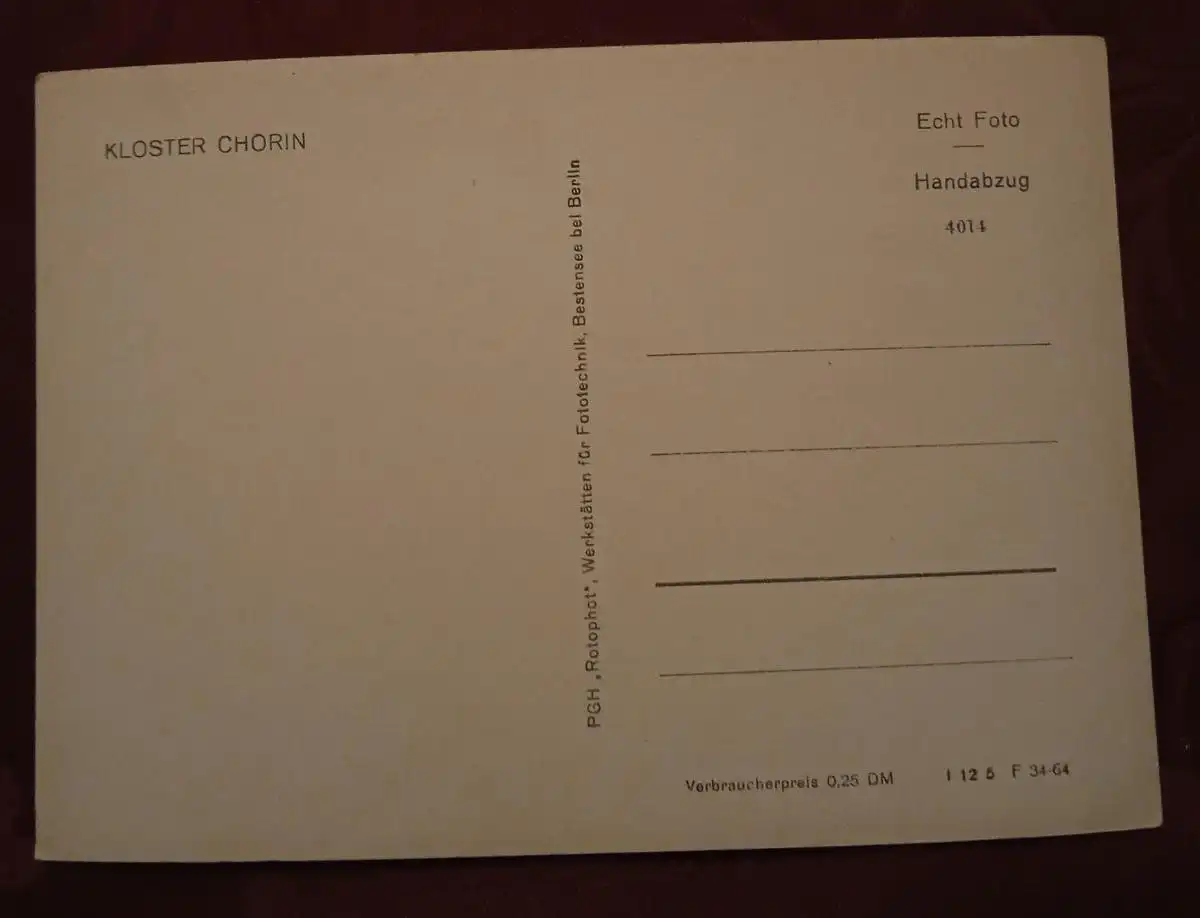 KLOSTER CHORIN
PGH „Rotophot“, Werkstätten für Fototechnik, Bestensee bei Berlin
Echt Foto
—
Handabzug
4014
Verbraucherpreis 0,25 DM I 12 5 F 34-64